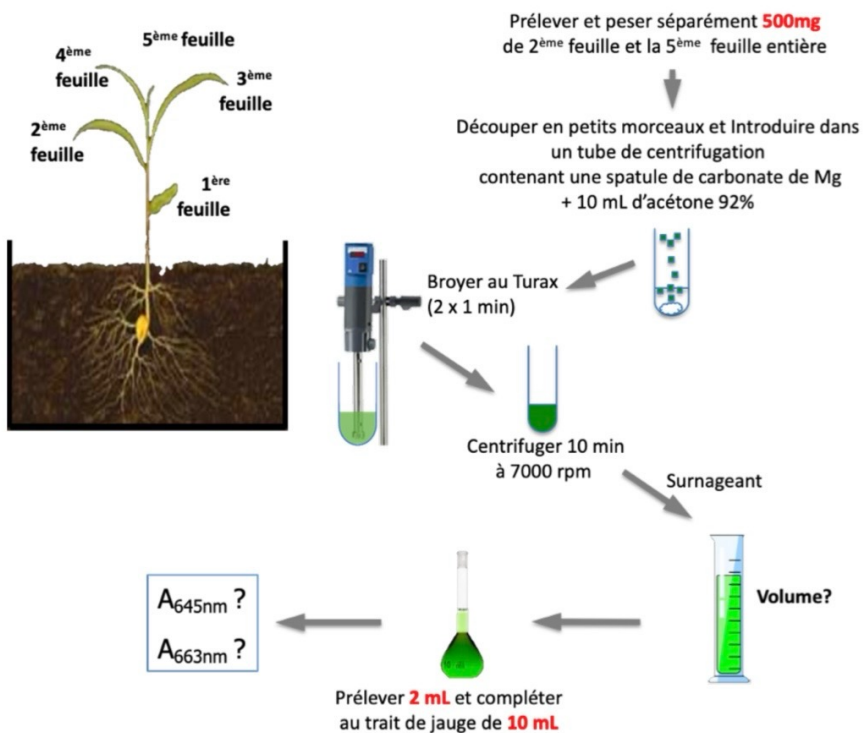 Prélever et peser séparément 500mg
de 2ème feuille et la 5ème feuille entière
5ème feuille
4ème
feuille
3ème
feuille
2ème
feuille
1ère
feuille
Découper en petits morceaux et Introduire dans
un tube de centrifugation
contenant une spatule de carbonate de Mg
+ 10 mL d’acétone 92%
Broyer au Turax
(2 x 1 min)
Centrifuger 10 min
à 7000 rpm
Surnageant
Volume?
Prélever 2 mL et compléter
au trait de jauge de 10 mL
A645nm ?
A663nm ?